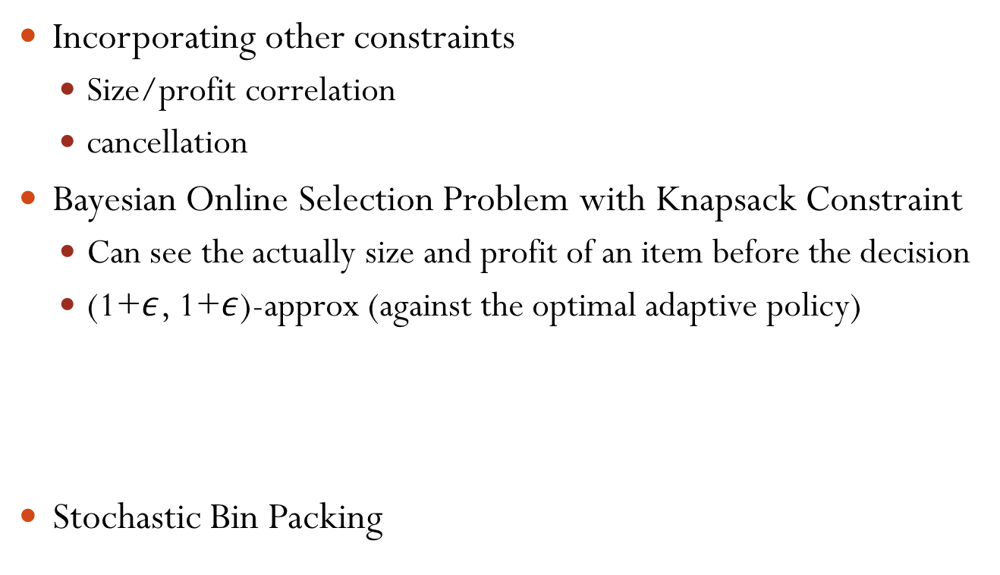 • Incorporating other constraints
• Size/profit correlation
• cancellation
• Bayesian Online Selection Problem with Knapsack Constraint
• Can see the actually size and profit of an item before the decision
• (1+ϵ, 1+ϵ)-approx (against the optimal adaptive policy)
• Stochastic Bin Packing